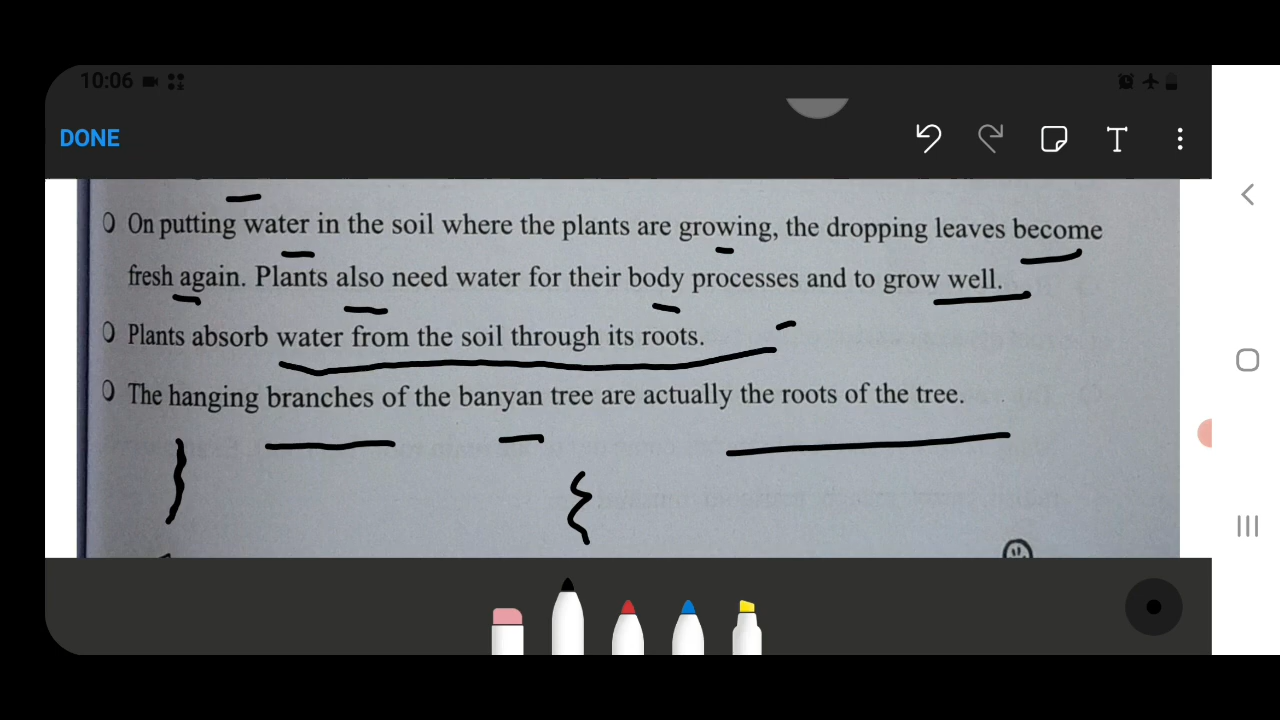 10:06
DONE
T
On putting water in the soil where the plants are growing, the dropping leaves become
fresh again. Plants also need water for their body processes and to grow well.
Plants absorb water from the soil through its roots.
The hanging branches of the banyan tree are actually the roots of the tree.